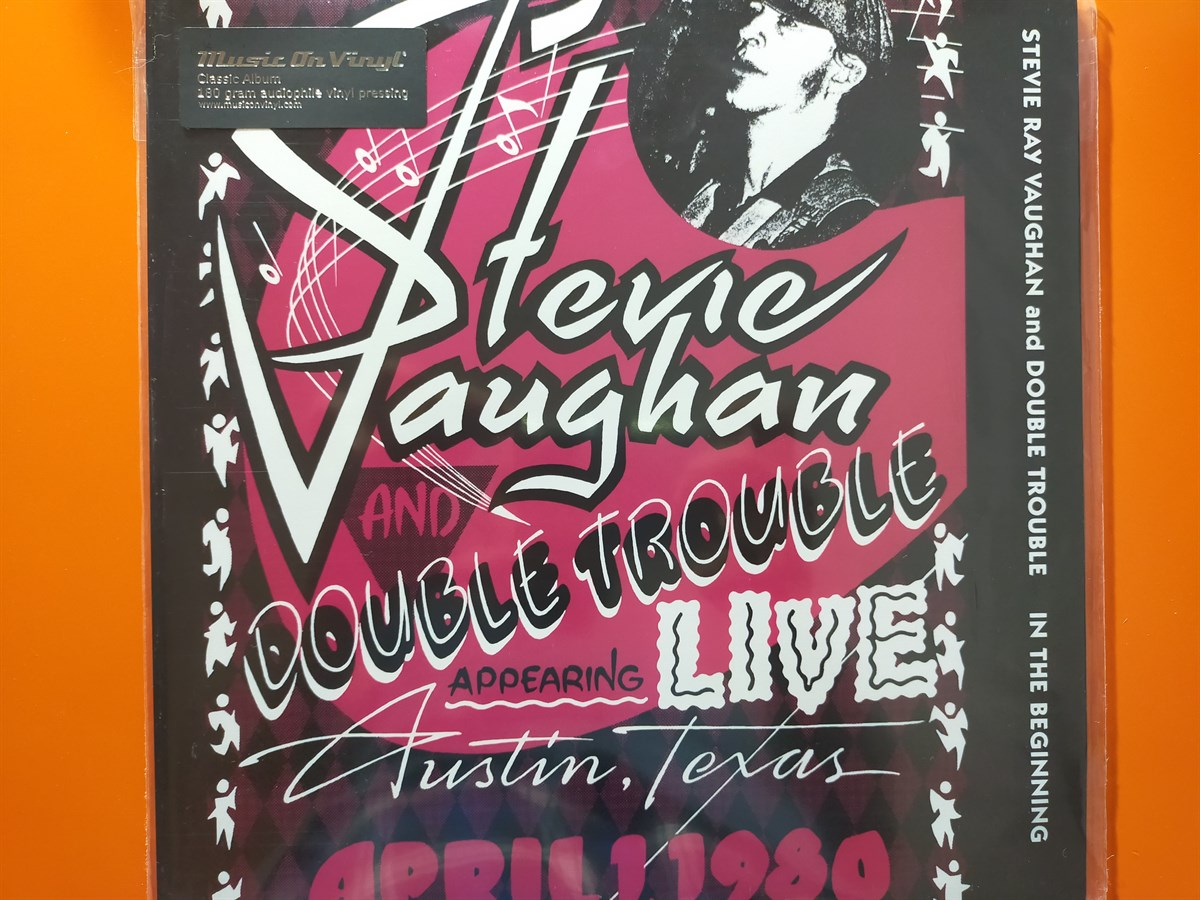 Music On Vinyl
Classic Album
180 gram audiophile vinyl pressing
www.musiconvinyl.com
Stevie
Vaughan
AND
DOUBLE TROUBLE
APPEARING LIVE
Austin, Texas
APRIL 1 1980
STEVIE RAY VAUGHAN and DOUBLE TROUBLE IN THE BEGINNING